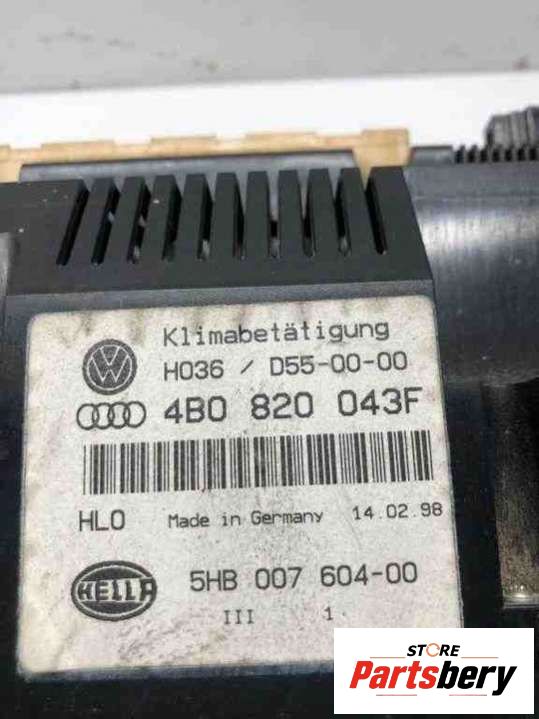 Klimabetätigung
H036 / D55-00-00
4B0 820 043F
HLO Made in Germany 14.02.98
HELLA 5HB 007 604-00
III 1
STORE
Partsbery